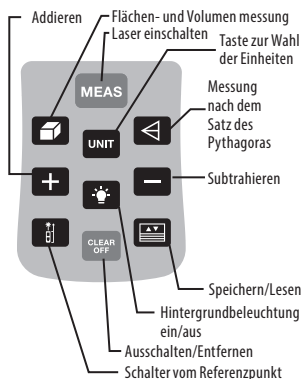 Addieren
Flächen- und Volumen messung
Laser einschalten
Taste zur Wahl
der Einheiten
MEAS
Messung
nach dem
Satz des
Pythagoras
UNIT
Subtrahieren
CLEAR
OFF
Speichern/Lesen
Hintergrundbeleuchtung
ein/aus
Ausschalten/Entfernen
Schalter vom Referenzpunkt